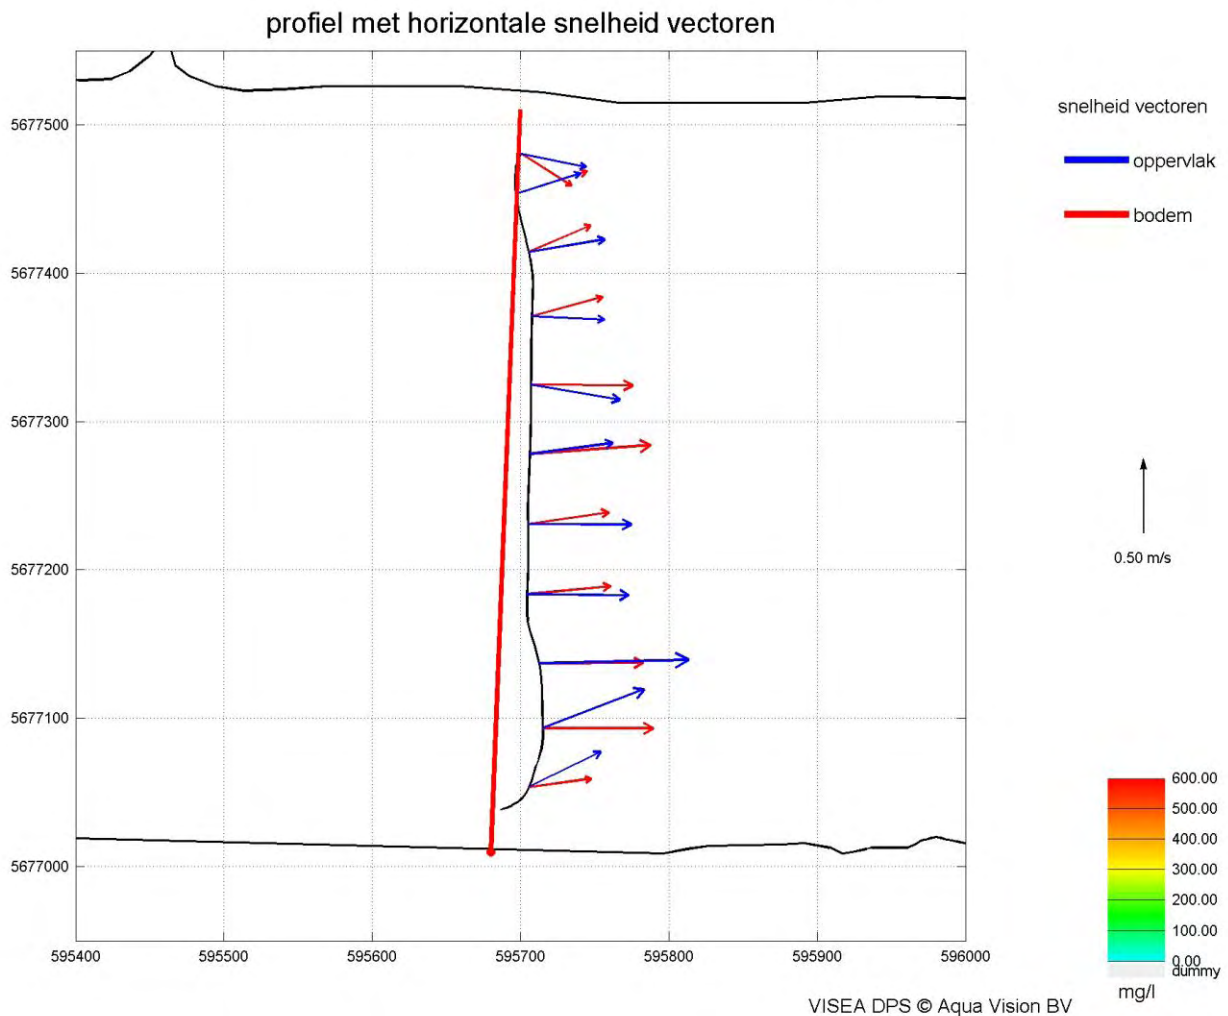 profiel met horizontale snelheid vectoren
snelheid vectoren
oppervlak
bodem
5677500
5677400
5677300
5677200
5677100
5677000
0.50 m/s
600.00
500.00
400.00
300.00
200.00
100.00
0.00
dummy
mg/l
595400 595500 595600 595700 595800 595900 596000
VISEA DPS © Aqua Vision BV